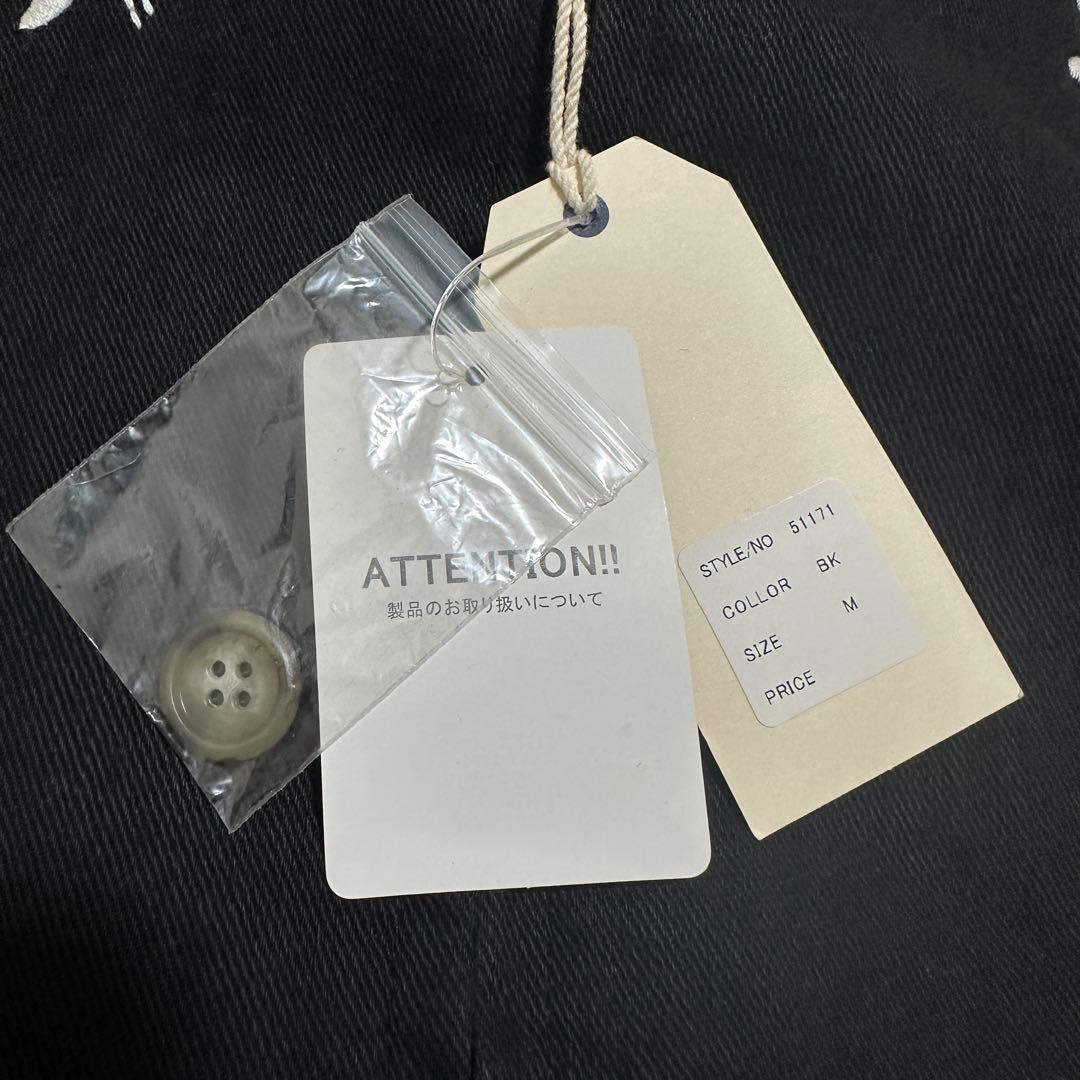 ATTENTION!!
製品のお取り扱いについて
STYLE/NO 51171
COLLOR BK
SIZE M
PRICE